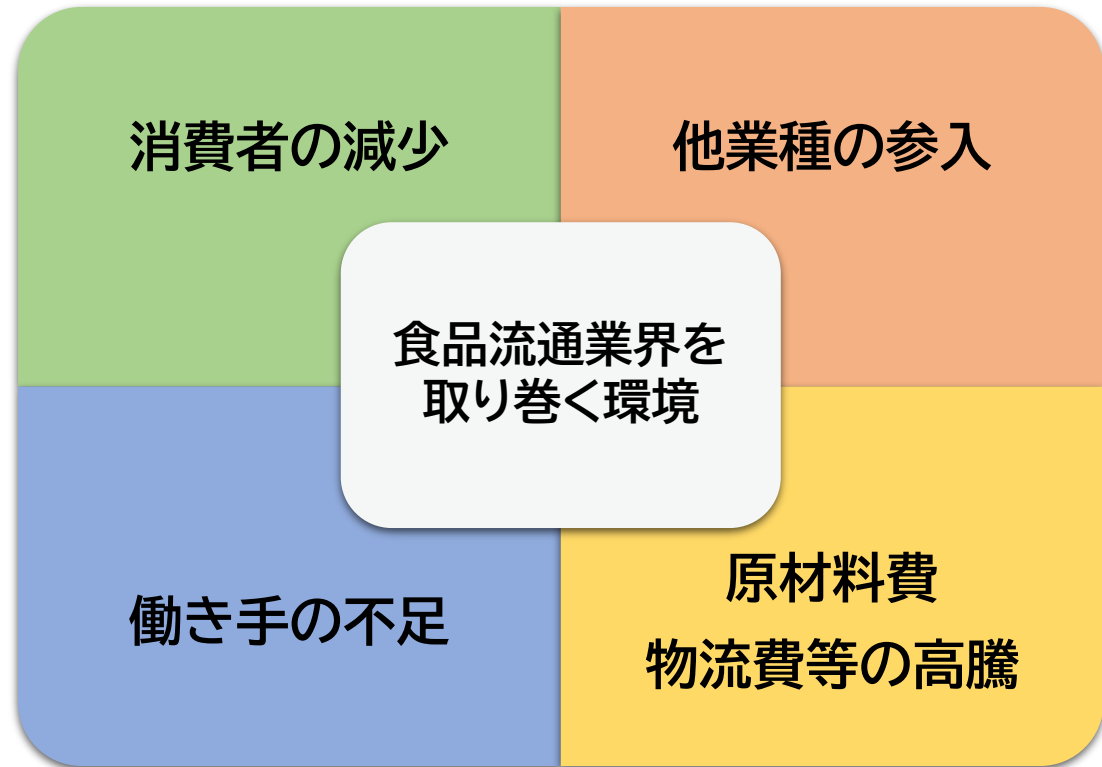 消費者の減少
他業種の参入
食品流通業界を
取り巻く環境
働き手の不足
原材料費
物流費等の高騰